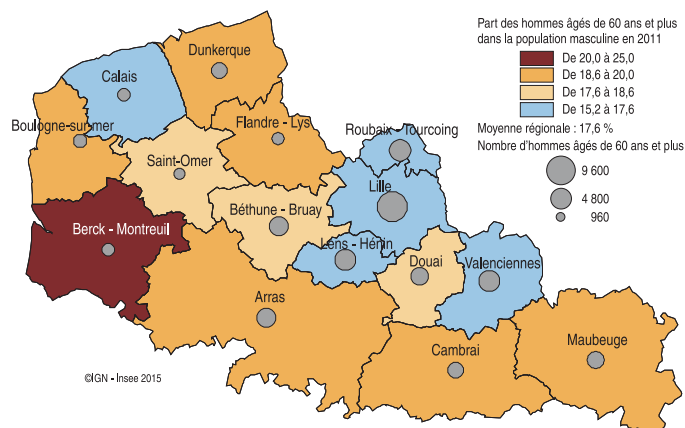 Part des hommes âgés de 60 ans et plus
dans la population masculine en 2011
De 20,0 à 25,0
De 18,6 à 20,0
De 17,6 à 18,6
De 15,2 à 17,6
Moyenne régionale : 17,6 %
Nombre d'hommes âgés de 60 ans et plus
9 600
4 800
960
Dunkerque
Calais
Boulogne-sur-mer
Flandre - Lys
Roubaix - Tourcoing
Saint-Omer
Lille
Béthune - Bruay
Berck - Montreuil
Lens - Hénin
Douai
Valenciennes
Arras
Cambrai
Maubeuge
©IGN - Insee 2015